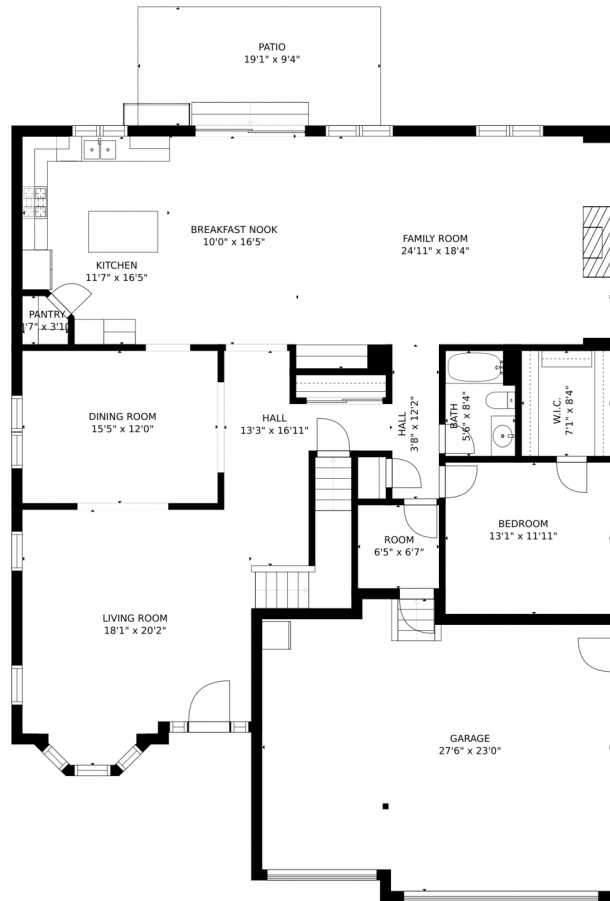 PATIO
19'1" x 9'4"
BREAKFAST NOOK
10'0" x 16'5"
FAMILY ROOM
24'11" x 18'4"
KITCHEN
11'7" x 16'5"
PANTRY
DINING ROOM
15'5" x 12'0"
HALL
13'3" x 16'11"
HALL
3'8" x 12'2"
BATH
5'6" x 8'4"
W.I.C.
7'1" x 8'4"
BEDROOM
13'1" x 11'11"
ROOM
6'5" x 6'7"
LIVING ROOM
18'1" x 20'2"
GARAGE
27'6" x 23'0"